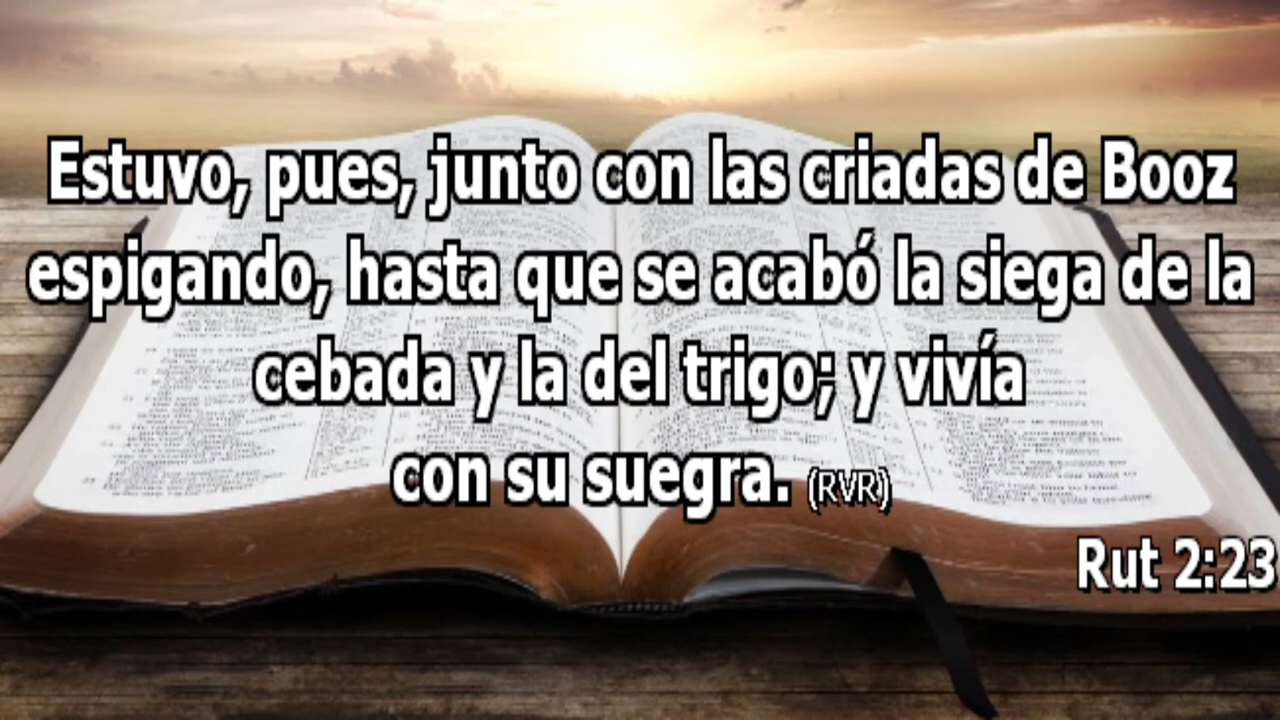 Estuvo, pues, junto con las criadas de Booz
espigando, hasta que se acabó la siega de la
cebada y la del trigo; y vivía
con su suegra. (RVR)
Rut 2:23